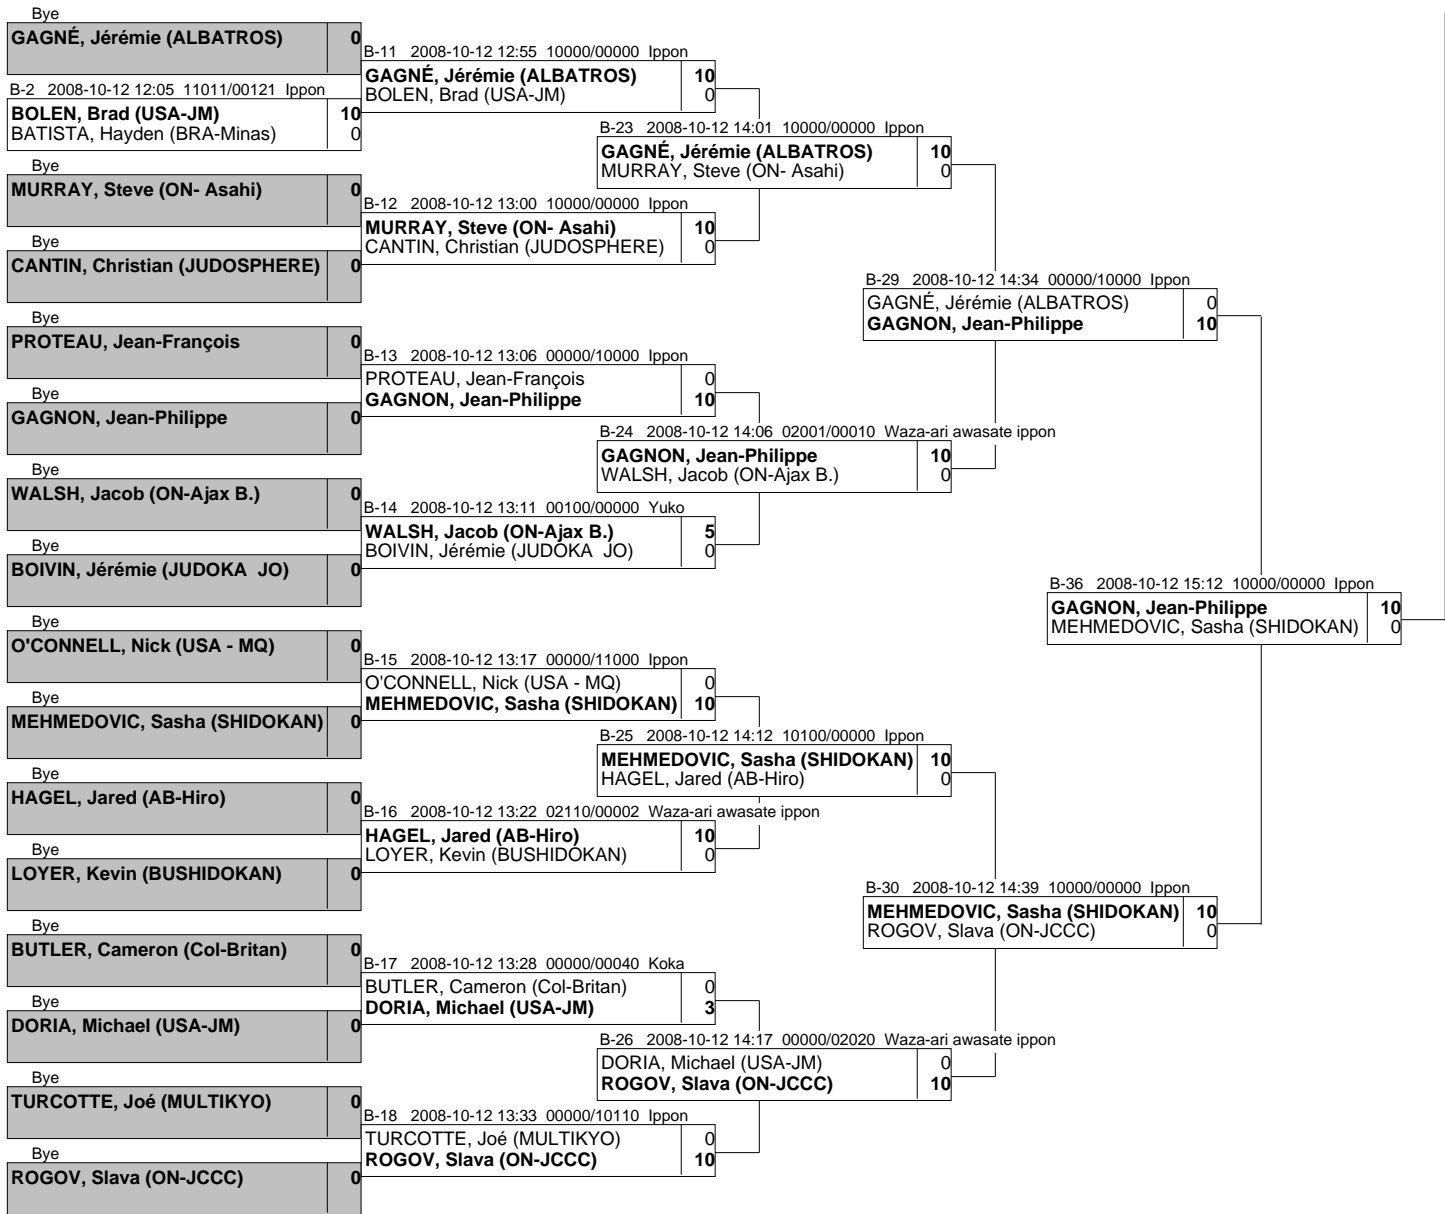 Bye
GAGNÉ, Jérémie (ALBATROS) 0
B-2 2008-10-12 12:05 11011/00121 Ippon
BOLEN, Brad (USA-JM) 10
BATISTA, Hayden (BRA-Minas) 0
Bye
MURRAY, Steve (ON- Asahi) 0
Bye
CANTIN, Christian (JUDOSPHERE) 0
Bye
PROTEAU, Jean-François 0
Bye
GAGNON, Jean-Philippe 0
Bye
WALSH, Jacob (ON-Ajax B.) 0
Bye
BOIVIN, Jérémie (JUDOKA JO) 0
Bye
O'CONNELL, Nick (USA - MQ) 0
Bye
MEHMEDOVIC, Sasha (SHIDOKAN) 0
Bye
HAGEL, Jared (AB-Hiro) 0
Bye
LOYER, Kevin (BUSHIDOKAN) 0
Bye
BUTLER, Cameron (Col-Britan) 0
Bye
DORIA, Michael (USA-JM) 0
Bye
TURCOTTE, Joé (MULTIKYO) 0
Bye
ROGOV, Slava (ON-JCCC) 0
B-11 2008-10-12 12:55 10000/00000 Ippon
GAGNÉ, Jérémie (ALBATROS) 10
BOLEN, Brad (USA-JM) 0
B-12 2008-10-12 13:00 10000/00000 Ippon
MURRAY, Steve (ON- Asahi) 10
CANTIN, Christian (JUDOSPHERE) 0
B-13 2008-10-12 13:06 00000/10000 Ippon
PROTEAU, Jean-François 0
GAGNON, Jean-Philippe 10
B-14 2008-10-12 13:11 00100/00000 Yuko
WALSH, Jacob (ON-Ajax B.) 5
BOIVIN, Jérémie (JUDOKA JO) 0
B-15 2008-10-12 13:17 00000/11000 Ippon
O'CONNELL, Nick (USA - MQ) 0
MEHMEDOVIC, Sasha (SHIDOKAN) 10
B-16 2008-10-12 13:22 02110/00002 Waza-ari awasate ippon
HAGEL, Jared (AB-Hiro) 10
LOYER, Kevin (BUSHIDOKAN) 0
B-17 2008-10-12 13:28 00000/00040 Koka
BUTLER, Cameron (Col-Britan) 0
DORIA, Michael (USA-JM) 3
B-18 2008-10-12 13:33 00000/10110 Ippon
TURCOTTE, Joé (MULTIKYO) 0
ROGOV, Slava (ON-JCCC) 10
B-23 2008-10-12 14:01 10000/00000 Ippon
GAGNÉ, Jérémie (ALBATROS) 10
MURRAY, Steve (ON- Asahi) 0
B-24 2008-10-12 14:06 02001/00010 Waza-ari awasate ippon
GAGNON, Jean-Philippe 10
WALSH, Jacob (ON-Ajax B.) 0
B-25 2008-10-12 14:12 10100/00000 Ippon
MEHMEDOVIC, Sasha (SHIDOKAN) 10
HAGEL, Jared (AB-Hiro) 0
B-26 2008-10-12 14:17 00000/02020 Waza-ari awasate ippon
DORIA, Michael (USA-JM) 0
ROGOV, Slava (ON-JCCC) 10
B-29 2008-10-12 14:34 00000/10000 Ippon
GAGNÉ, Jérémie (ALBATROS) 0
GAGNON, Jean-Philippe 10
B-30 2008-10-12 14:39 10000/00000 Ippon
MEHMEDOVIC, Sasha (SHIDOKAN) 10
ROGOV, Slava (ON-JCCC) 0
B-36 2008-10-12 15:12 10000/00000 Ippon
GAGNON, Jean-Philippe 10
MEHMEDOVIC, Sasha (SHIDOKAN) 0